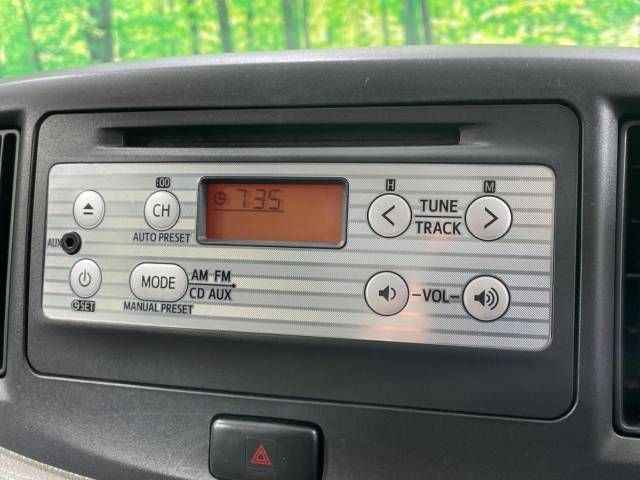 :00
7:35
H
M
CH
TUNE
TRACK
AUX
AUTO PRESET
MODE
AM FM
CD AUX
-VOL-
SET
MANUAL PRESET